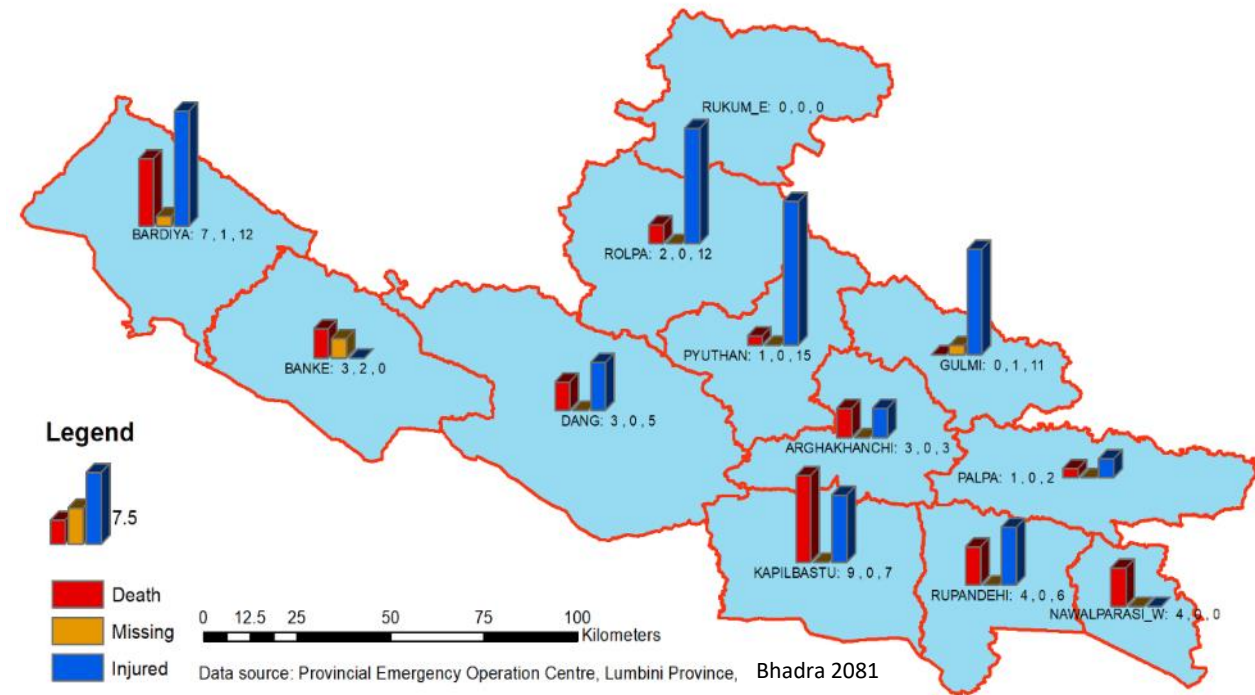 RUKUM_E: 0, 0, 0
BARDIYA: 7, 1, 12
ROLPA: 2, 0, 12
PYUTHAN: 1, 0, 15
GULMI: 0, 1, 11
BANKE: 3, 2, 0
DANG: 3, 0, 5
ARGHAKHANCHI: 3, 0, 3
PALPA: 1, 0, 2
KAPILBASTU: 9, 0, 7
RUPANDEHI: 4, 0, 6
NAWALPARASI_W: 4, 0, 0
Legend
7.5
Death
Missing
Injured
0 12.5 25 50 75 100
Kilometers
Data source: Provincial Emergency Operation Centre, Lumbini Province, Bhadra 2081